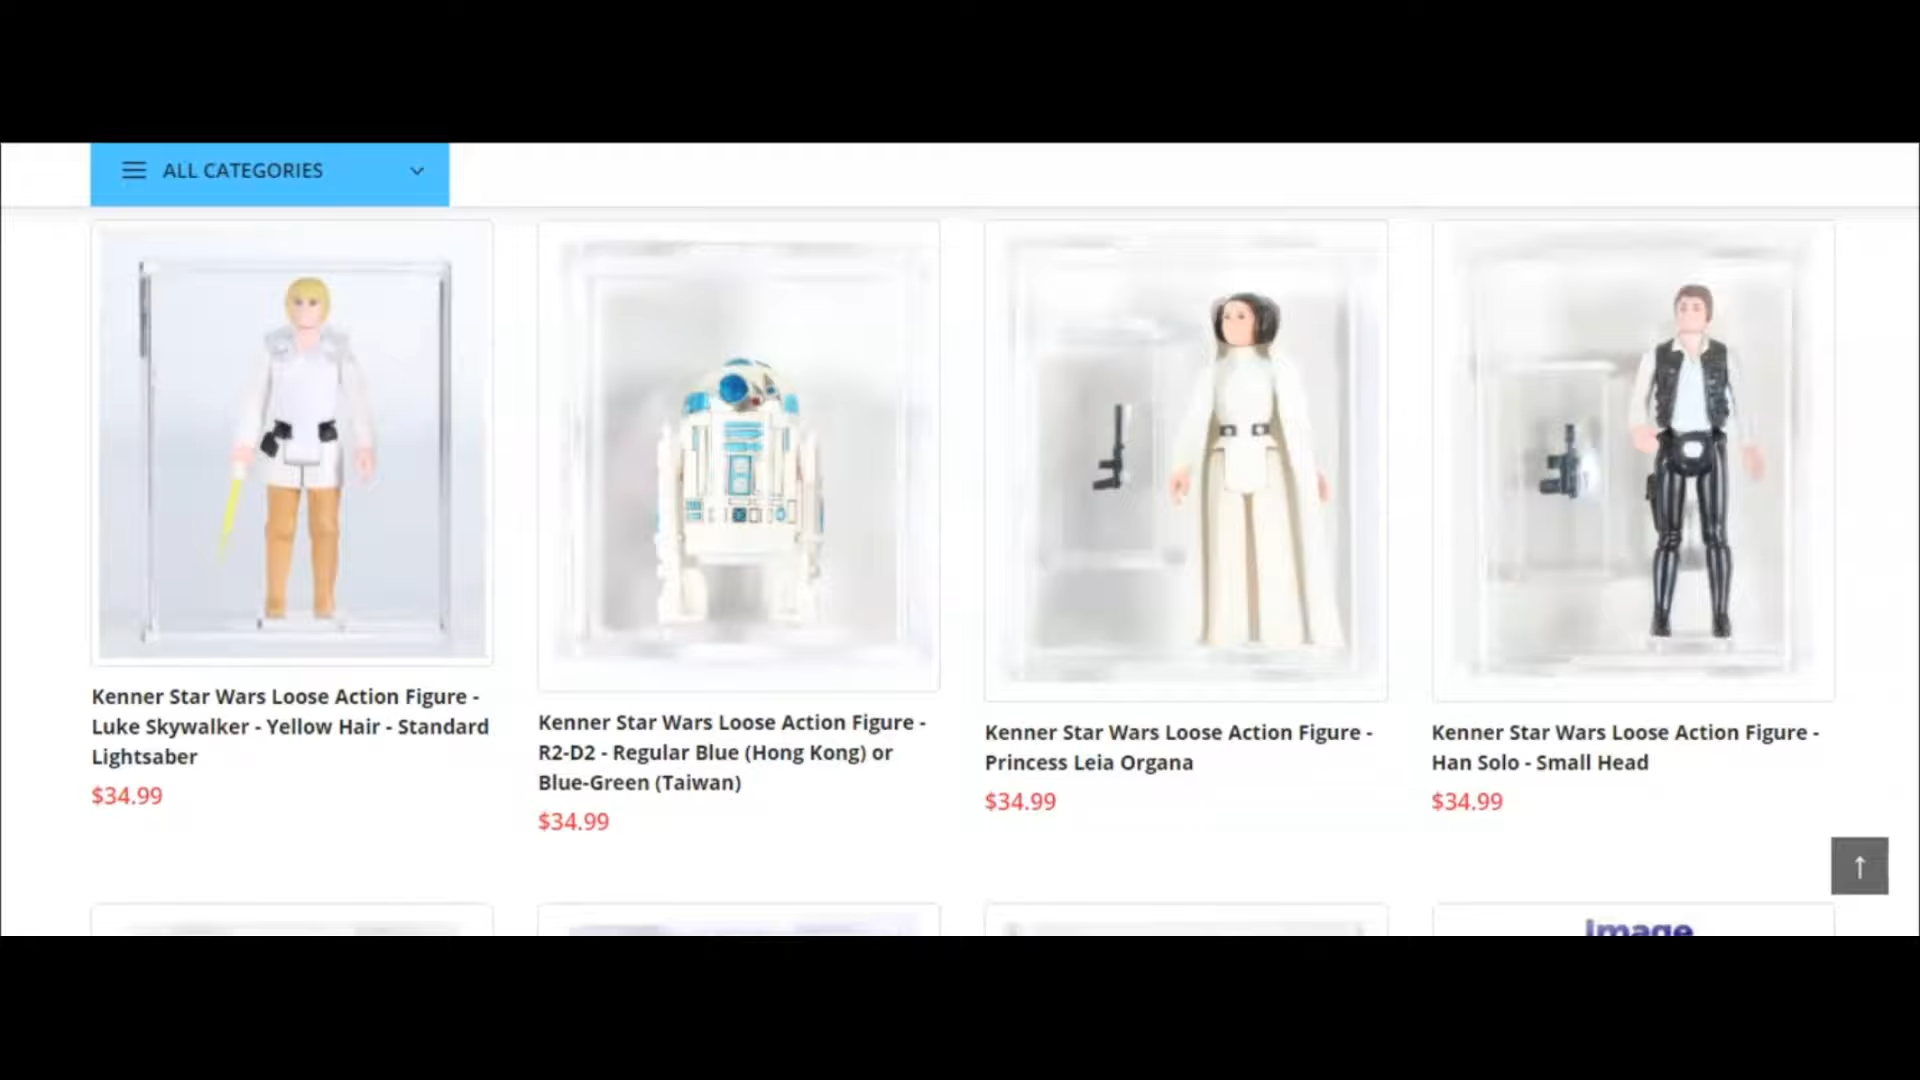 ALL CATEGORIES
Kenner Star Wars Loose Action Figure -
Luke Skywalker - Yellow Hair - Standard
Lightsaber
$34.99
Kenner Star Wars Loose Action Figure -
R2-D2 - Regular Blue (Hong Kong) or
Blue-Green (Taiwan)
$34.99
Kenner Star Wars Loose Action Figure -
Princess Leia Organa
$34.99
Kenner Star Wars Loose Action Figure -
Han Solo - Small Head
$34.99
image